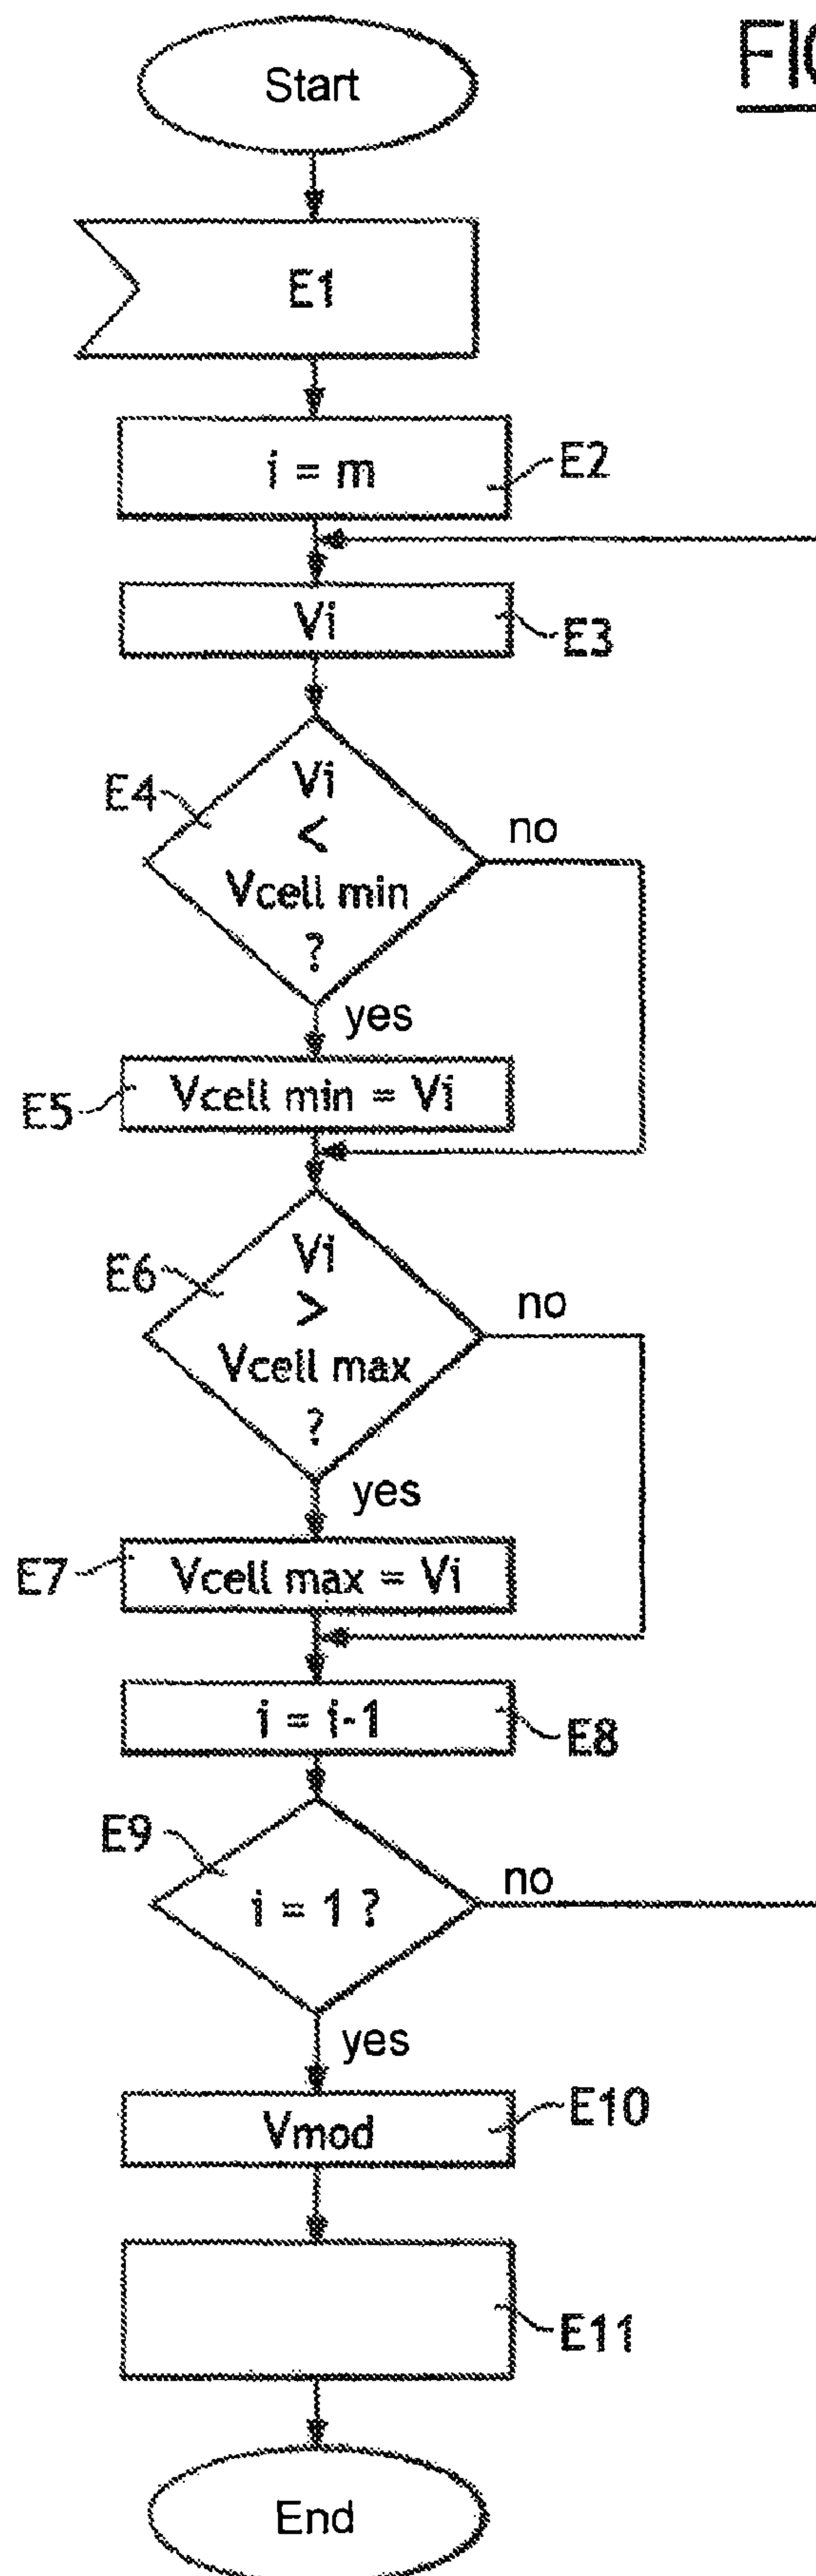 FIG
Start
E1
i = m
E2
Vi
E3
E4
Vi
<
Vcell min
?
no
yes
Vcell min = Vi
E5
E6
Vi
>
Vcell max
?
no
yes
E7
Vcell max = Vi
i = i-1
E8
E9
i = 1 ?
no
yes
Vmod
E10
E11
End